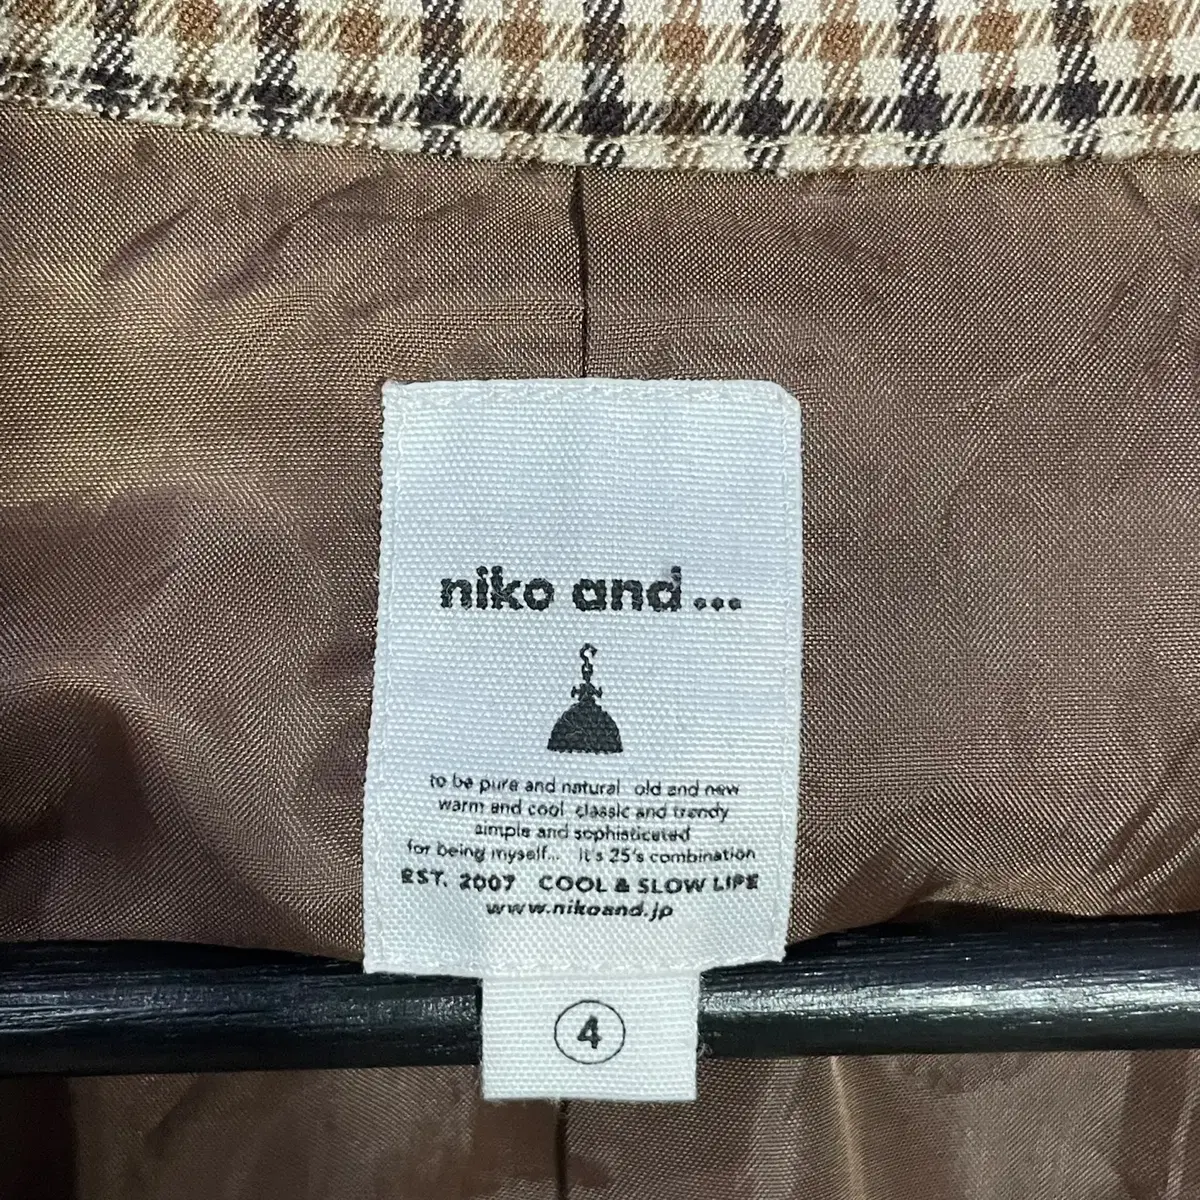 niko and...
to be pure and natural old and new
warm and cool classic and trendy
simple and sophisticated
for being myself... It's 25's combination
EST. 2007 COOL & SLOW LIFE
www.nikoand.jp
4